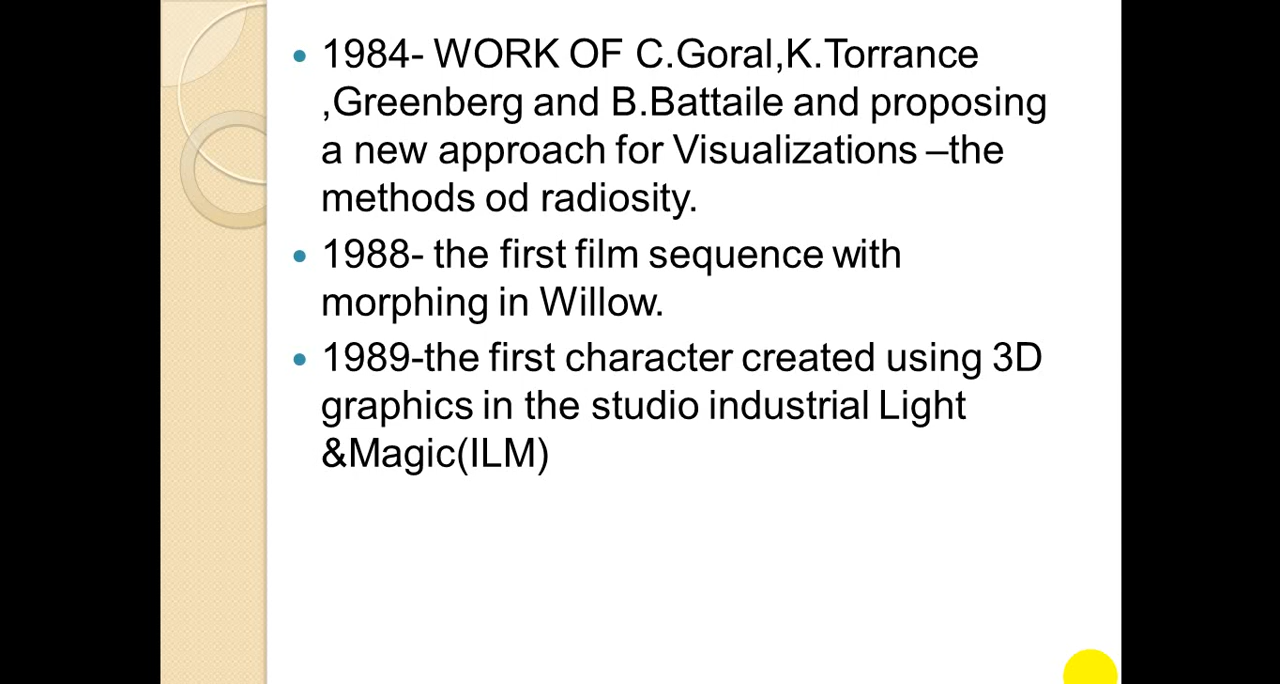 1984- WORK OF C.Goral,K.Torrance
,Greenberg and B.Battaile and proposing
a new approach for Visualizations –the
methods od radiosity.
1988- the first film sequence with
morphing in Willow.
1989-the first character created using 3D
graphics in the studio industrial Light
&Magic(ILM)